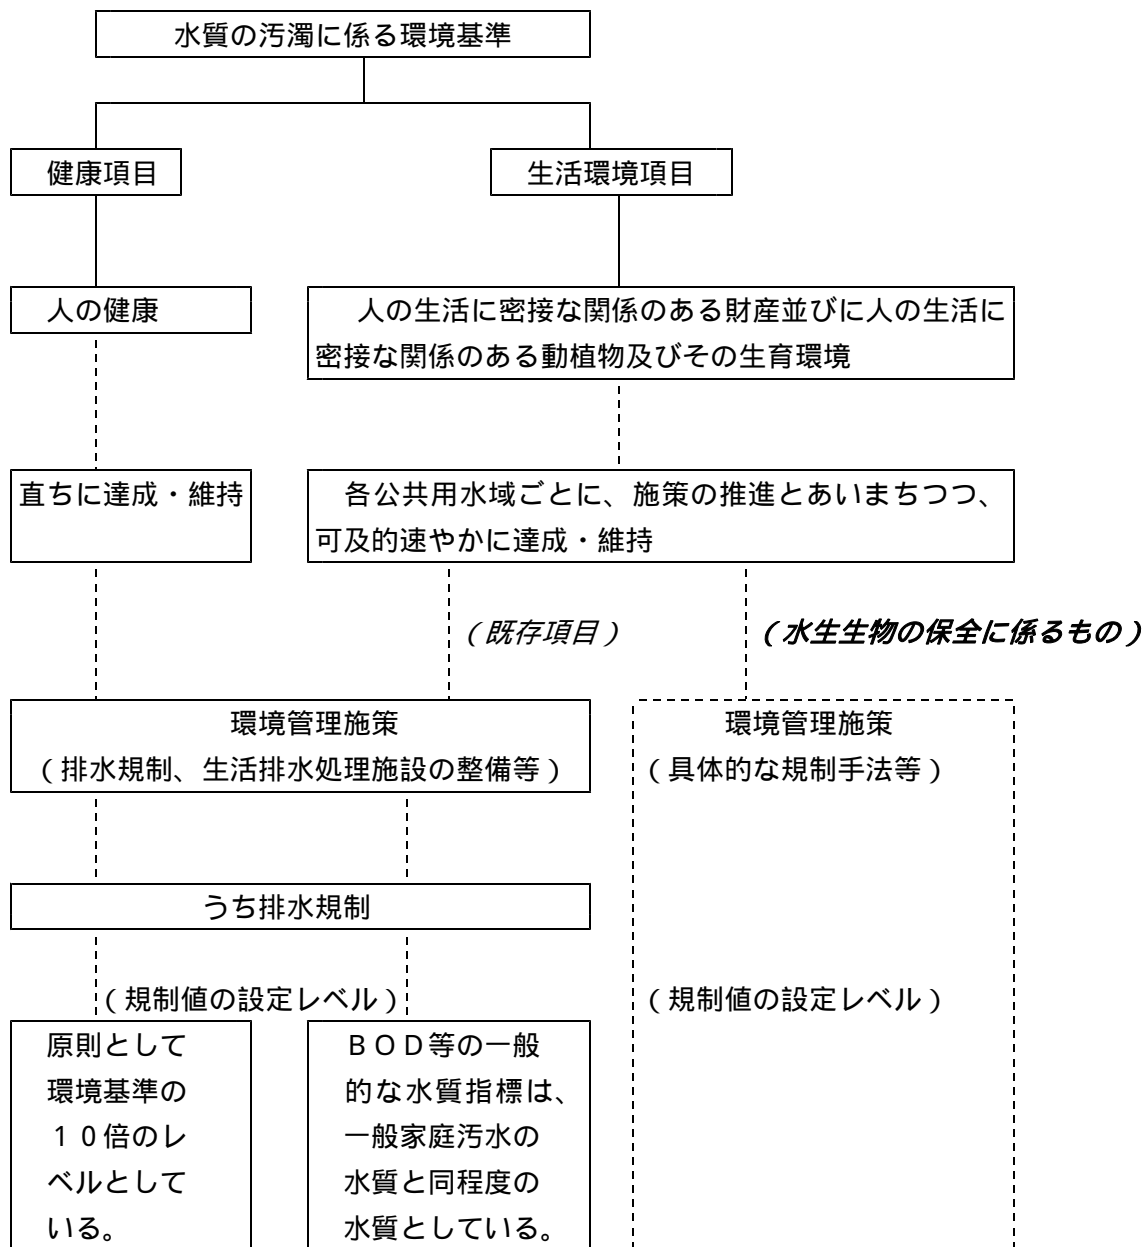 水質の汚濁に係る環境基準
健康項目
生活環境項目
人の健康
人の生活に密接な関係のある財産並びに人の生活に
密接な関係のある動植物及びその生育環境
直ちに達成・維持
各公共用水域ごとに、施策の推進とあいまちつつ、
可及的速やかに達成・維持
(既存項目)
(水生生物の保全に係るもの)
環境管理施策
(排水規制、生活排水処理施設の整備等)
環境管理施策
(具体的な規制手法等)
うち排水規制
(規制値の設定レベル)
(規制値の設定レベル)
原則として
環境基準の
10倍のレ
ベルとして
いる。
BOD等の一般
的な水質指標は、
一般家庭汚水の
水質と同程度の
水質としている。